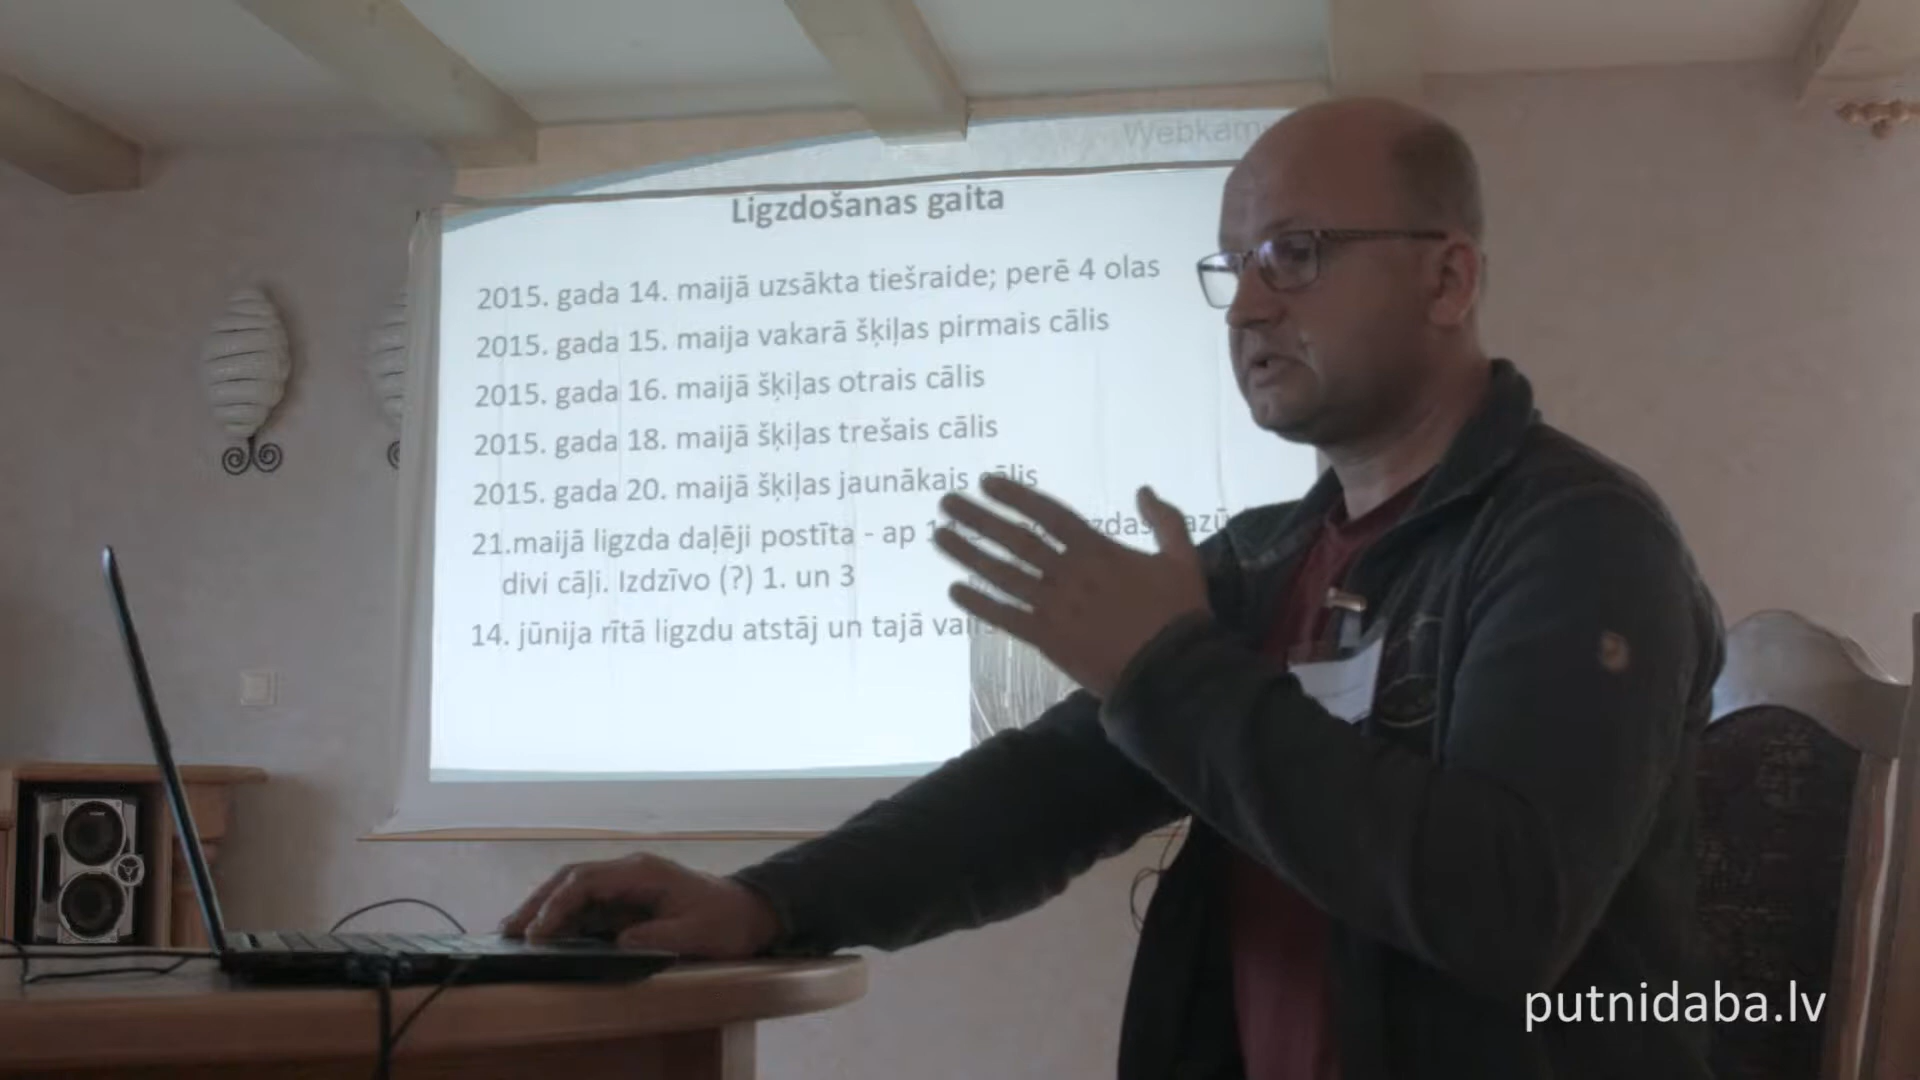 Webkam
Ligzdošanas gaita
2015. gada 14. maijā uzsākta tiešraide; perē 4 olas
2015. gada 15. maija vakarā šķiļas pirmais cālis
2015. gada 16. maijā šķiļas otrais cālis
2015. gada 18. maijā šķiļas trešais cālis
2015. gada 20. maijā šķiļas jaunākais cālis
21.maijā ligzda daļēji postīta - ap
divi cāļi. Izdzīvo (?) 1. un 3
14. jūnija rītā ligzdu atstāj un tajā
putnidaba.lv